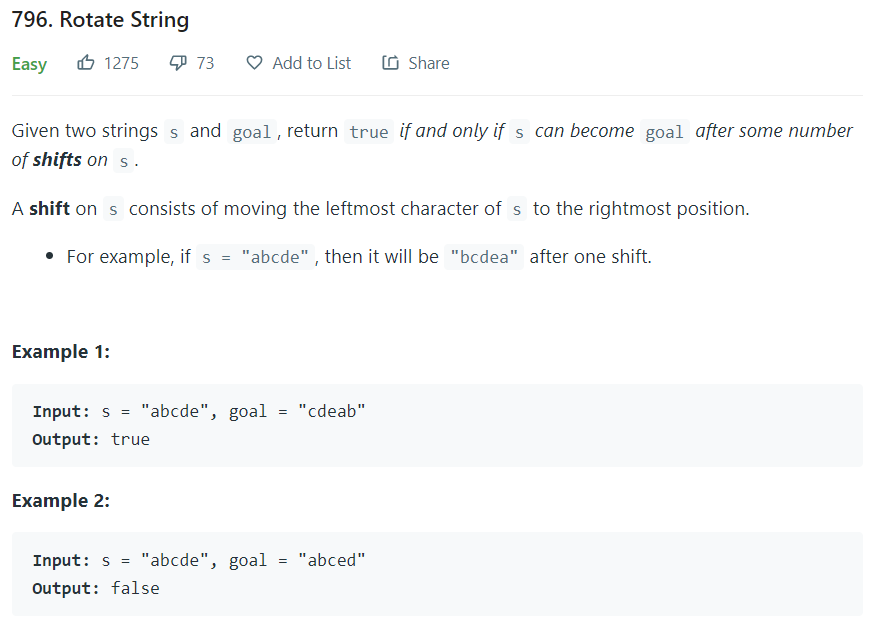 796. Rotate String
Easy 1275 73 Add to List Share
Given two strings s and goal, return true if and only if s can become goal after some number
of shifts on s.
A shift on s consists of moving the leftmost character of s to the rightmost position.
• For example, if s = "abcde", then it will be "bcdea" after one shift.
Example 1:
Input: s = "abcde", goal = "cdeab"
Output: true
Example 2:
Input: s = "abcde", goal = "abced"
Output: false